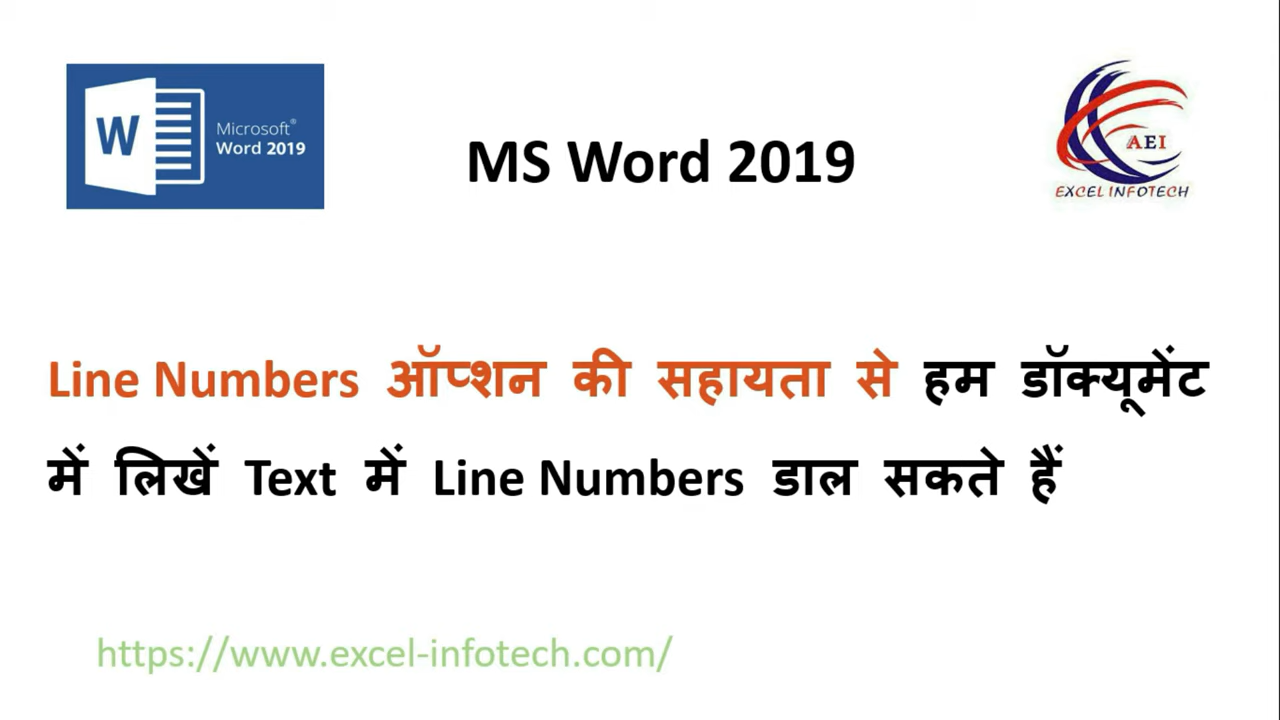 W
Microsoft®
Word 2019
MS Word 2019
AEI
EXCEL INFOTECH
Line Numbers ऑप्शन की सहायता से हम डॉक्यूमेंट
में लिखें Text में Line Numbers डाल सकते हैं
https://www.excel-infotech.com/